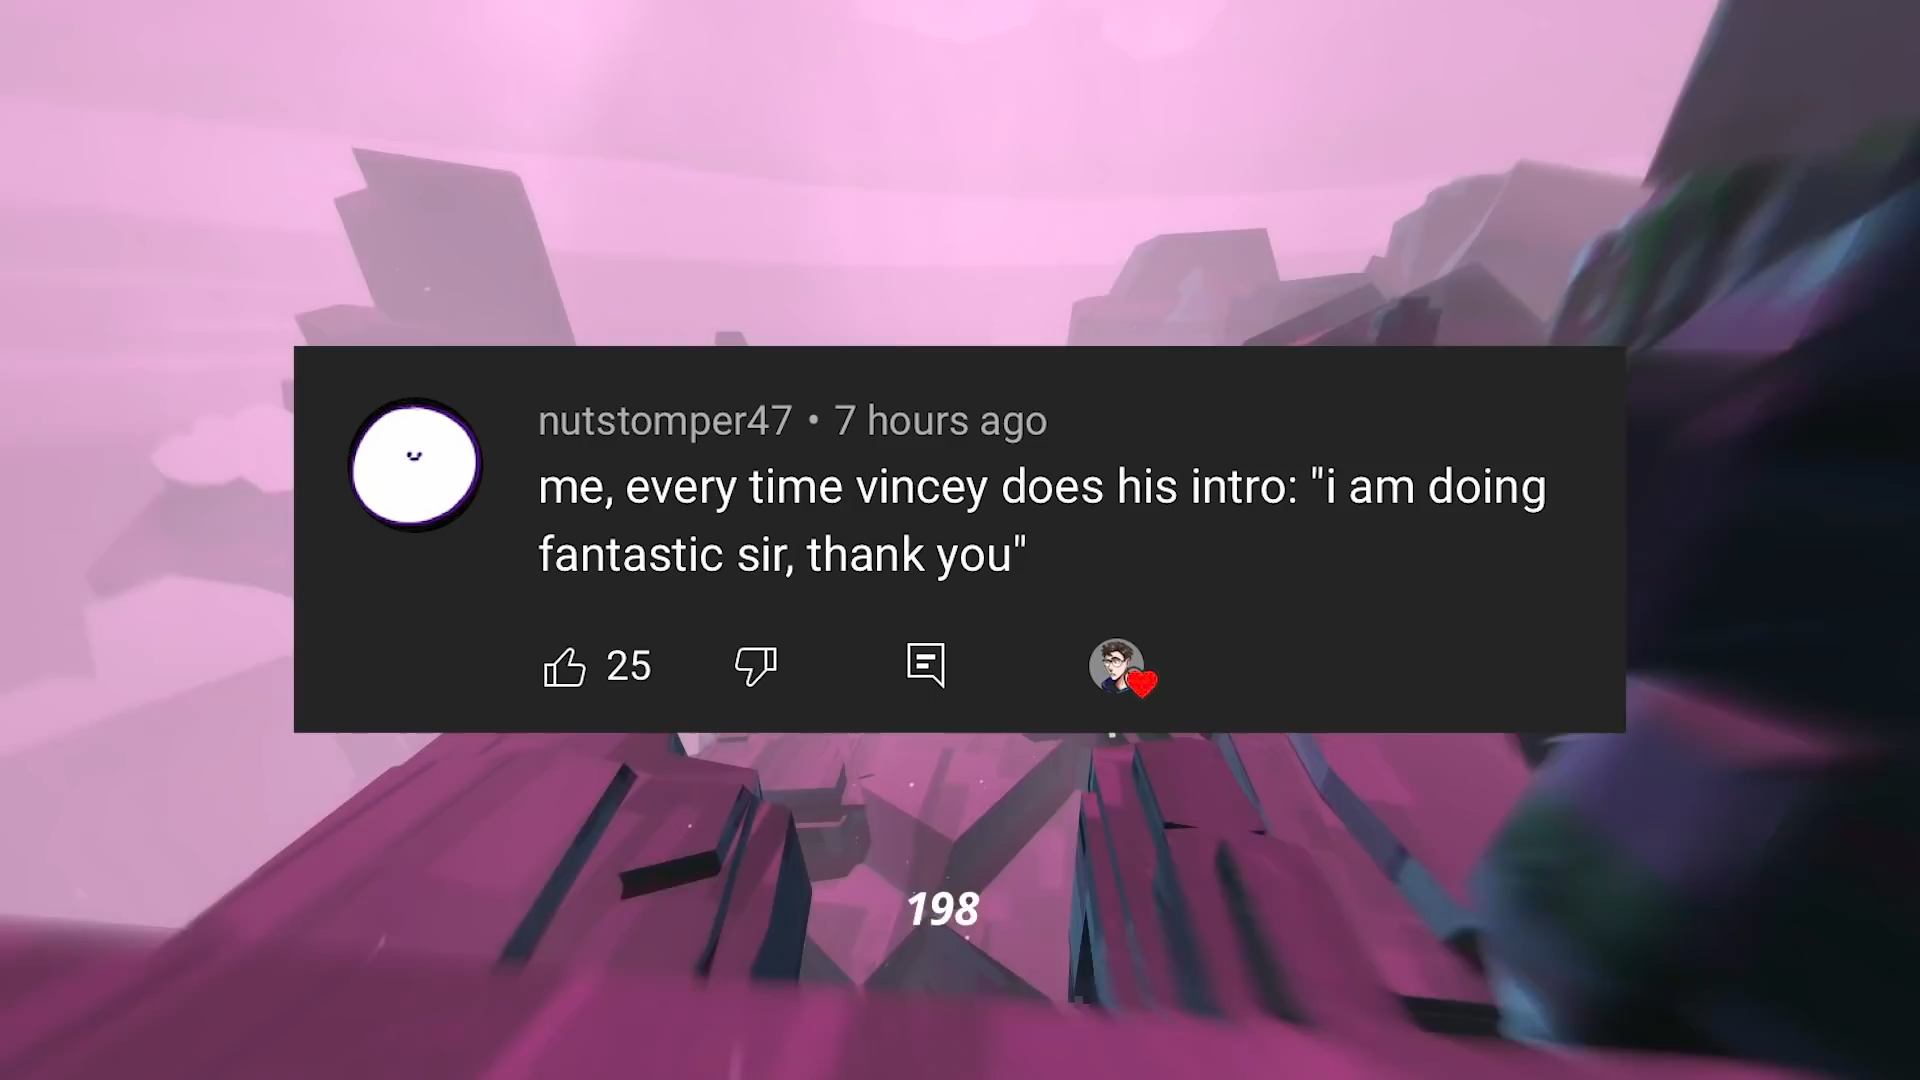 nutstomper47 • 7 hours ago
me, every time vincey does his intro: "i am doing
fantastic sir, thank you"
25
198